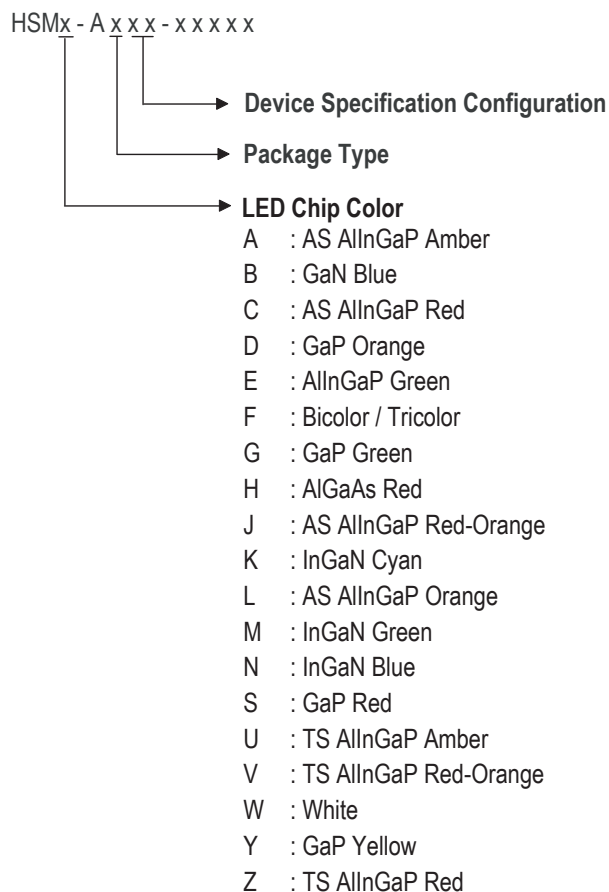 HSMx - A x x x - x x x x x
Device Specification Configuration
Package Type
LED Chip Color
A : AS AlInGaP Amber
B : GaN Blue
C : AS AlInGaP Red
D : GaP Orange
E : AlInGaP Green
F : Bicolor / Tricolor
G : GaP Green
H : AlGaAs Red
J : AS AlInGaP Red-Orange
K : InGaN Cyan
L : AS AlInGaP Orange
M : InGaN Green
N : InGaN Blue
S : GaP Red
U : TS AlInGaP Amber
V : TS AlInGaP Red-Orange
W : White
Y : GaP Yellow
Z : TS AlInGaP Red